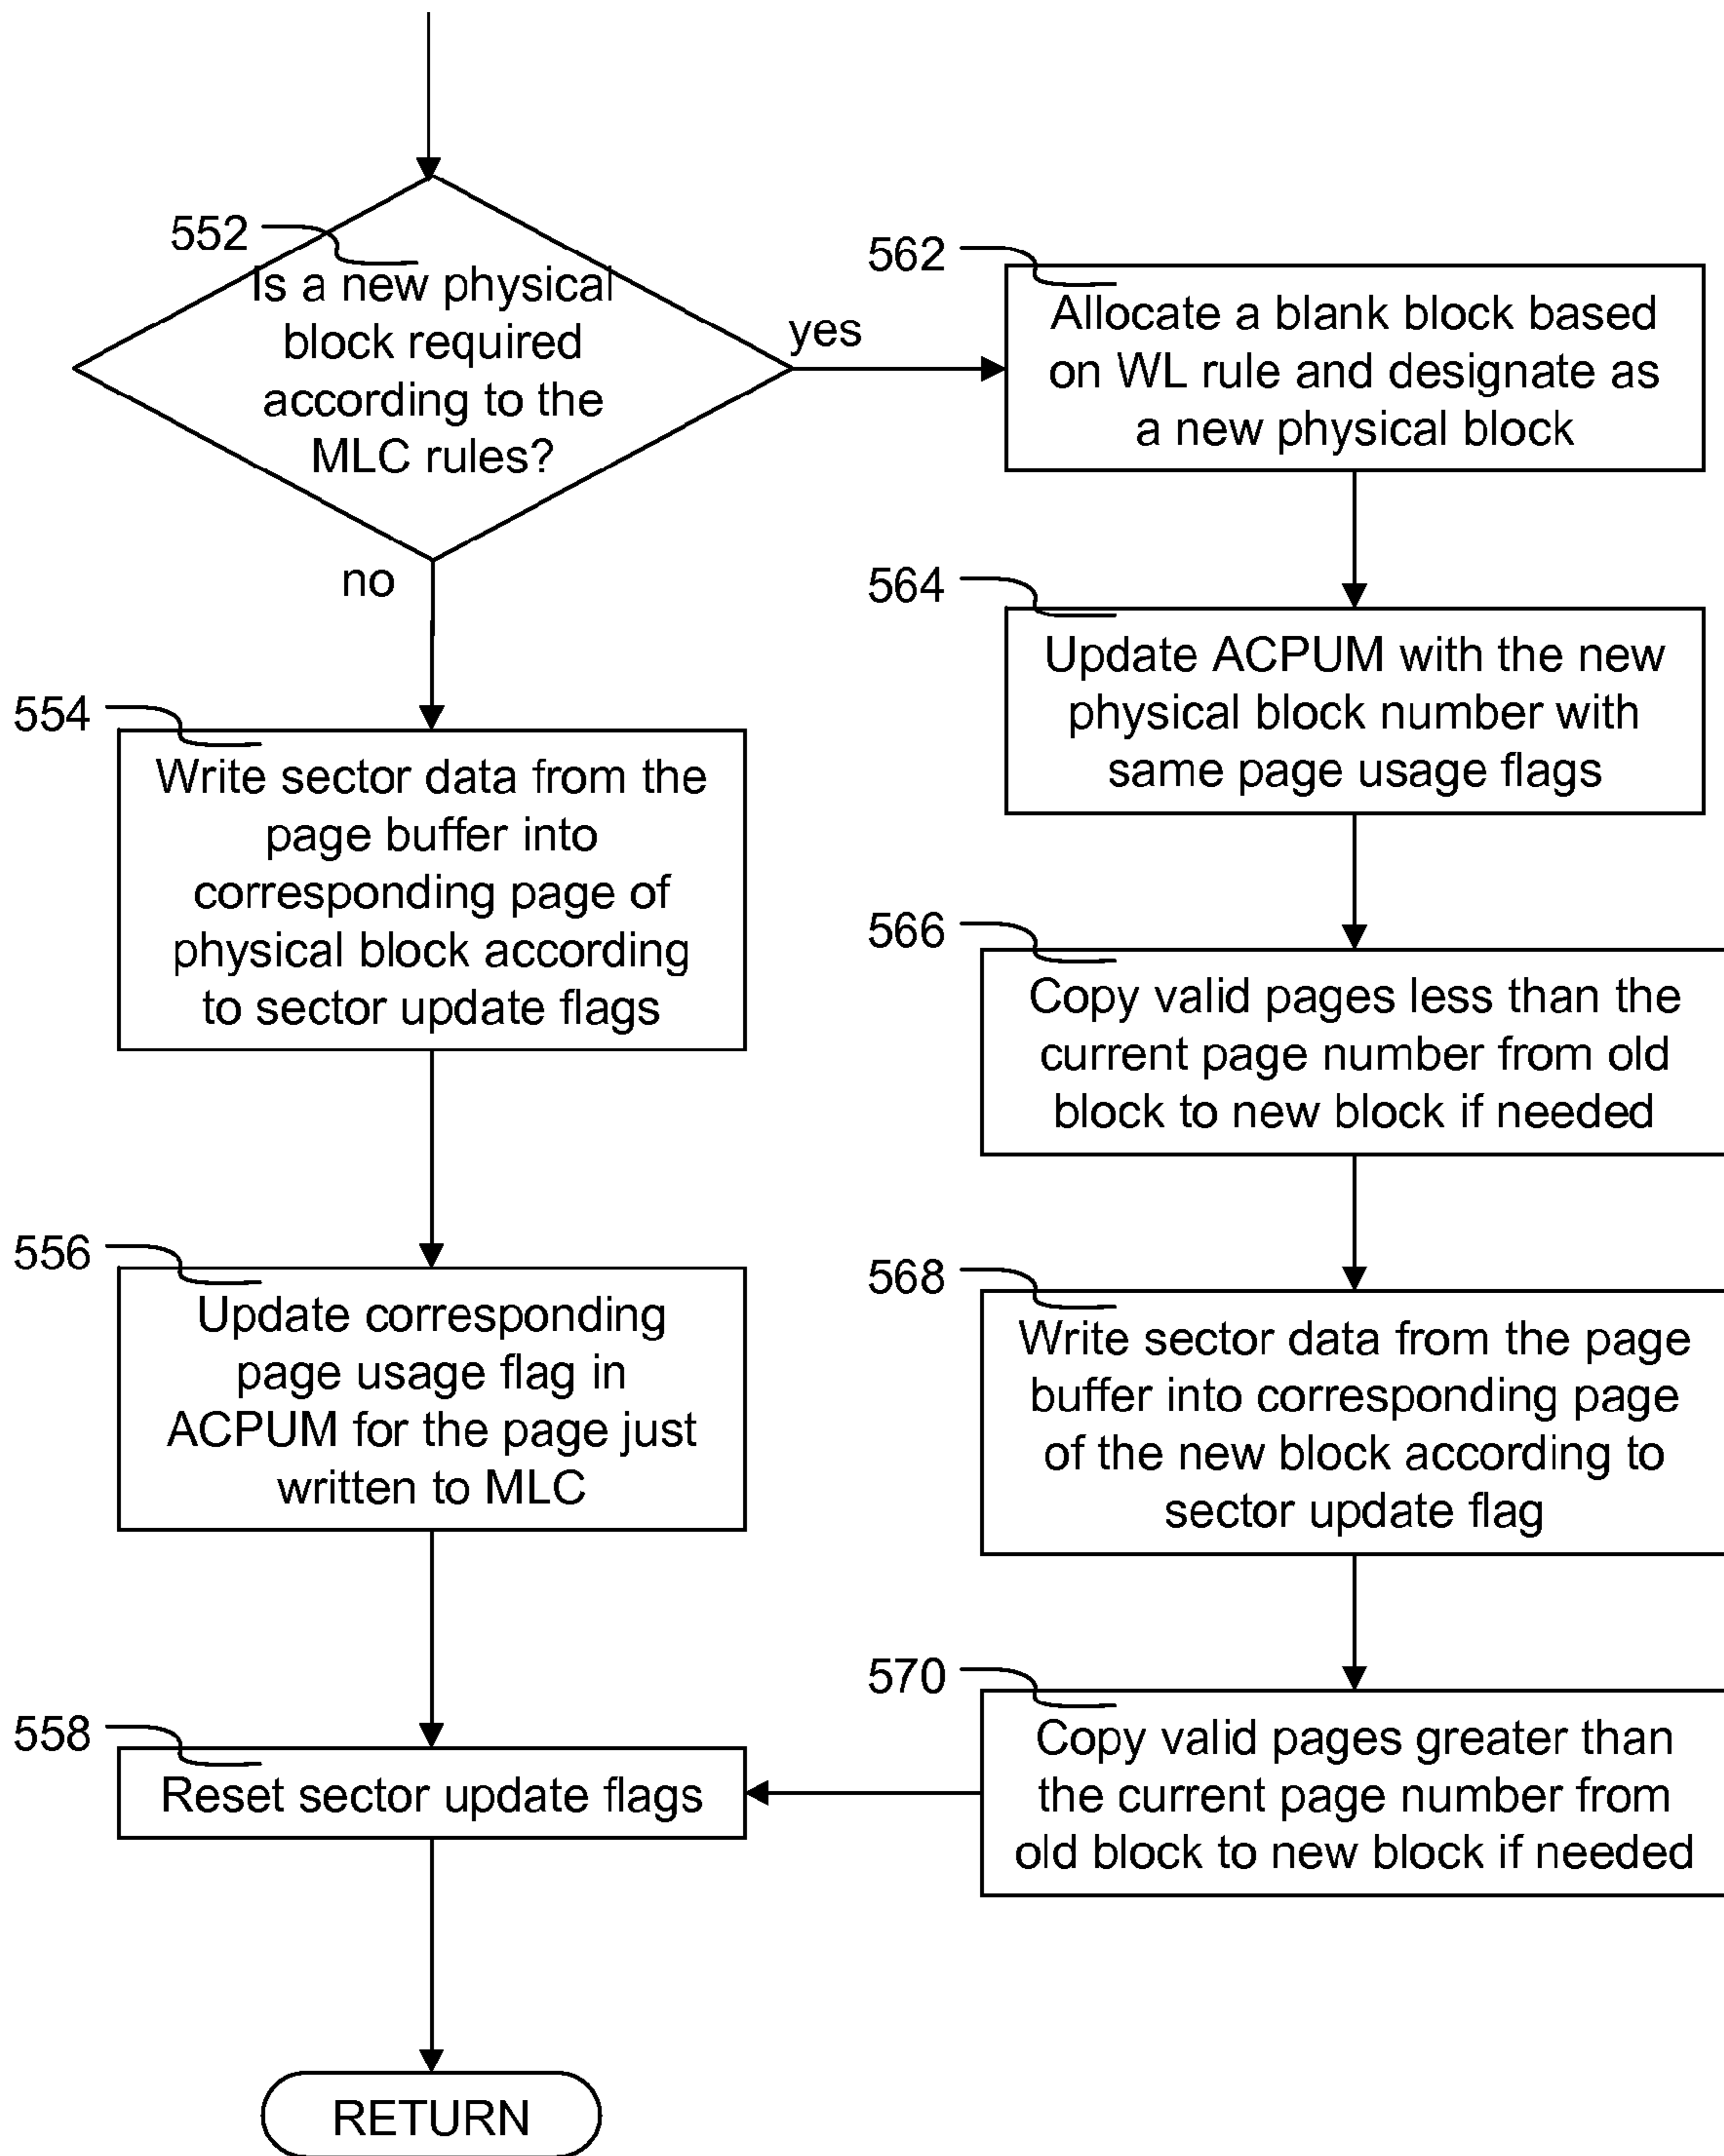 552
Is a new physical
block required
according to the
MLC rules?
yes
no
554
Write sector data from the
page buffer into
corresponding page of
physical block according
to sector update flags
556
Update corresponding
page usage flag in
ACPUM for the page just
written to MLC
558
Reset sector update flags
RETURN
562
Allocate a blank block based
on WL rule and designate as
a new physical block
564
Update ACPUM with the new
physical block number with
same page usage flags
566
Copy valid pages less than the
current page number from old
block to new block if needed
568
Write sector data from the page
buffer into corresponding page
of the new block according to
sector update flag
570
Copy valid pages greater than
the current page number from
old block to new block if needed